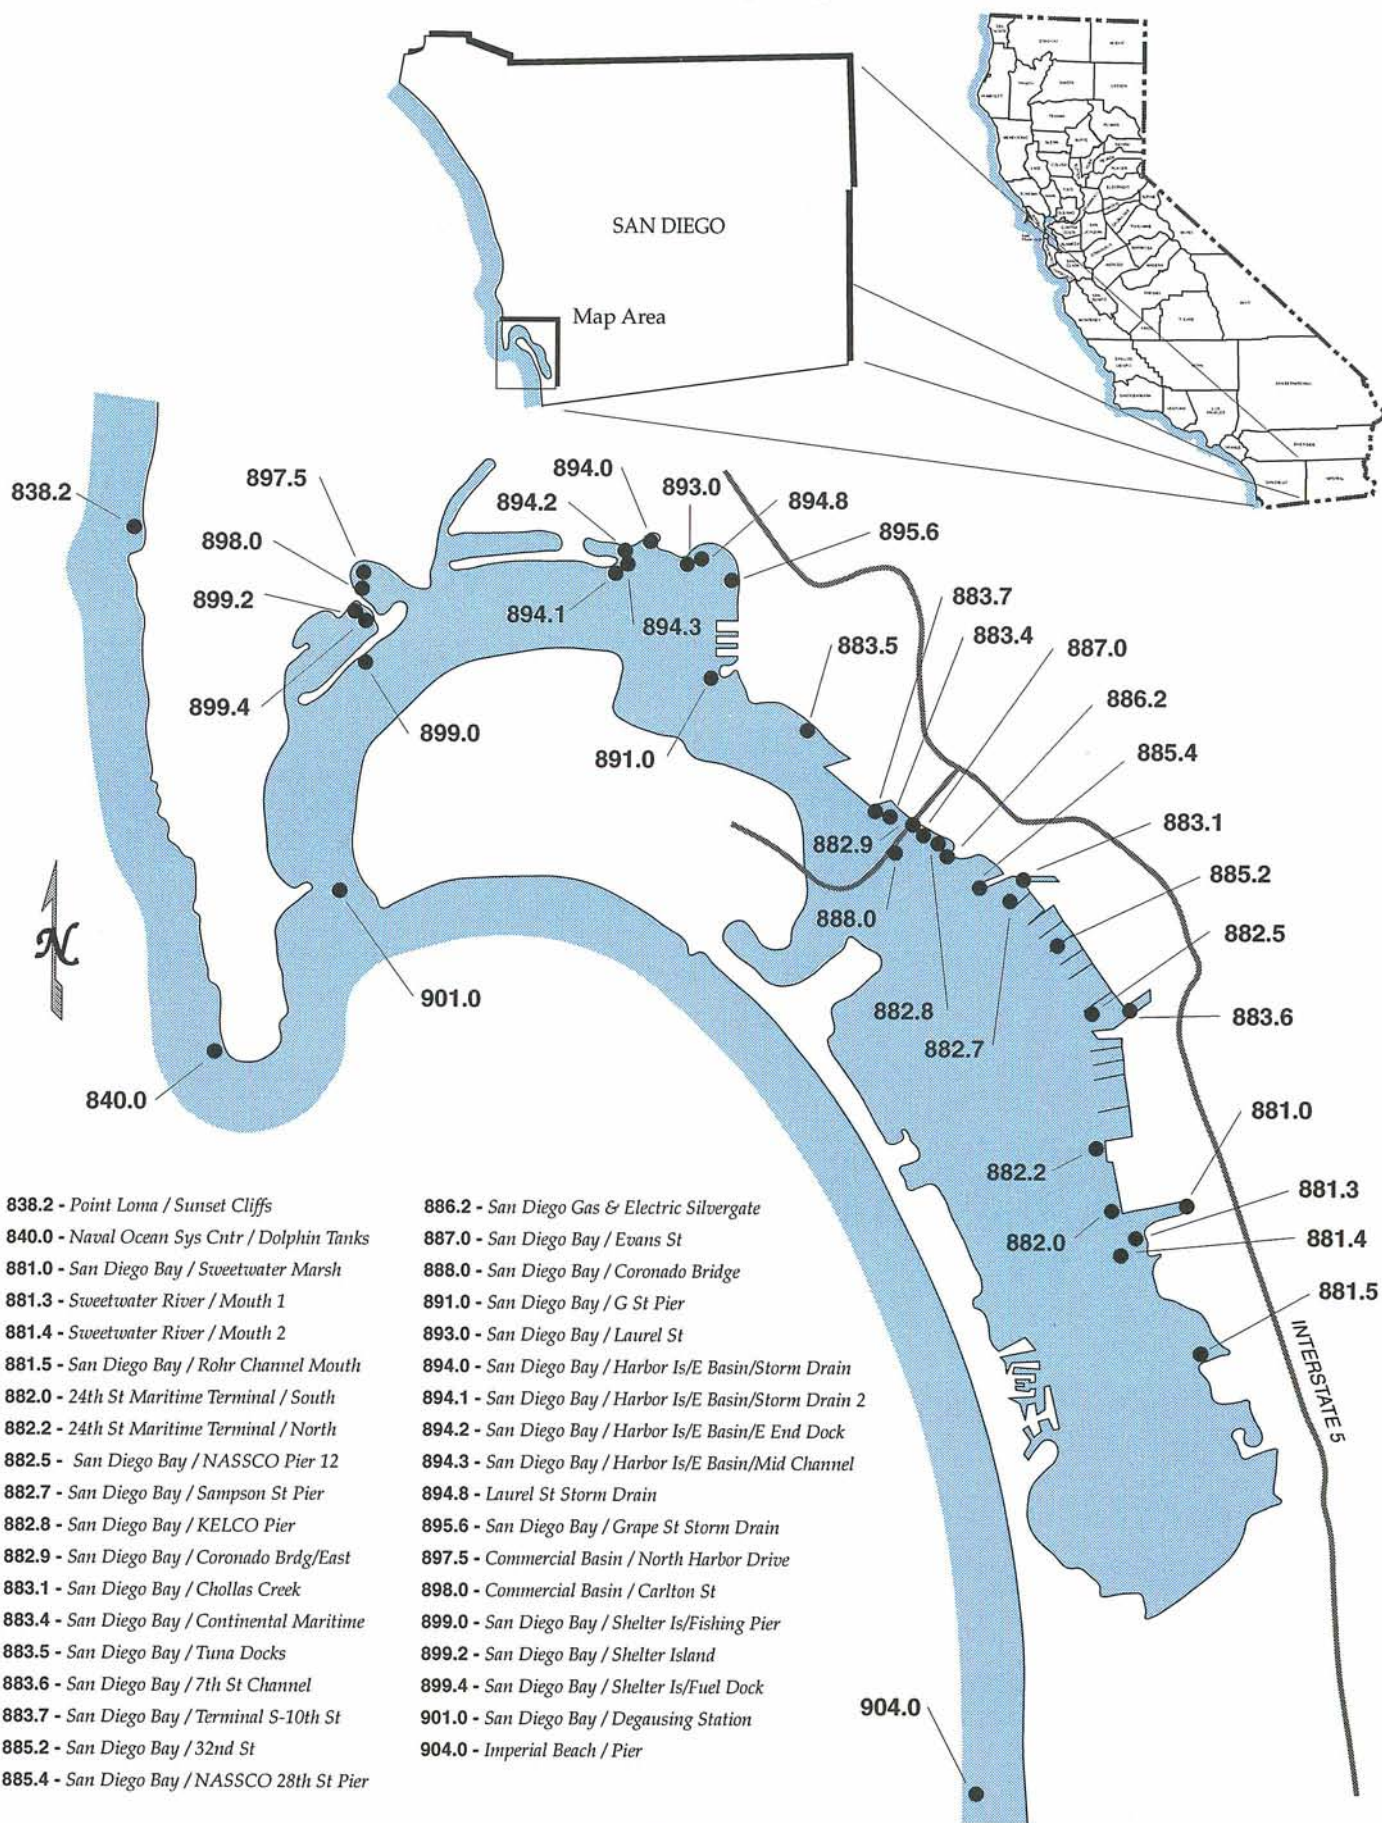 SAN DIEGO
Map Area
838.2
897.5
898.0
899.2
899.4
899.0
894.2
894.0
893.0
894.8
895.6
894.1
894.3
883.5
883.7
883.4
887.0
886.2
885.4
883.1
885.2
882.5
883.6
891.0
882.9
888.0
882.8
882.7
N
901.0
840.0
882.2
882.0
881.0
881.3
881.4
881.5
INTERSTATE 5
904.0
838.2 - Point Loma / Sunset Cliffs
840.0 - Naval Ocean Sys Cntr / Dolphin Tanks
881.0 - San Diego Bay / Sweetwater Marsh
881.3 - Sweetwater River / Mouth 1
881.4 - Sweetwater River / Mouth 2
881.5 - San Diego Bay / Rohr Channel Mouth
882.0 - 24th St Maritime Terminal / South
882.2 - 24th St Maritime Terminal / North
882.5 - San Diego Bay / NASSCO Pier 12
882.7 - San Diego Bay / Sampson St Pier
882.8 - San Diego Bay / KELCO Pier
882.9 - San Diego Bay / Coronado Brdg/East
883.1 - San Diego Bay / Chollas Creek
883.4 - San Diego Bay / Continental Maritime
883.5 - San Diego Bay / Tuna Docks
883.6 - San Diego Bay / 7th St Channel
883.7 - San Diego Bay / Terminal S-10th St
885.2 - San Diego Bay / 32nd St
885.4 - San Diego Bay / NASSCO 28th St Pier
886.2 - San Diego Gas & Electric Silvergate
887.0 - San Diego Bay / Evans St
888.0 - San Diego Bay / Coronado Bridge
891.0 - San Diego Bay / G St Pier
893.0 - San Diego Bay / Laurel St
894.0 - San Diego Bay / Harbor Is/E Basin/Storm Drain
894.1 - San Diego Bay / Harbor Is/E Basin/Storm Drain 2
894.2 - San Diego Bay / Harbor Is/E Basin/E End Dock
894.3 - San Diego Bay / Harbor Is/E Basin/Mid Channel
894.8 - Laurel St Storm Drain
895.6 - San Diego Bay / Grape St Storm Drain
897.5 - Commercial Basin / North Harbor Drive
898.0 - Commercial Basin / Carlton St
899.0 - San Diego Bay / Shelter Is/Fishing Pier
899.2 - San Diego Bay / Shelter Island
899.4 - San Diego Bay / Shelter Is/Fuel Dock
901.0 - San Diego Bay / Degausing Station
904.0 - Imperial Beach / Pier